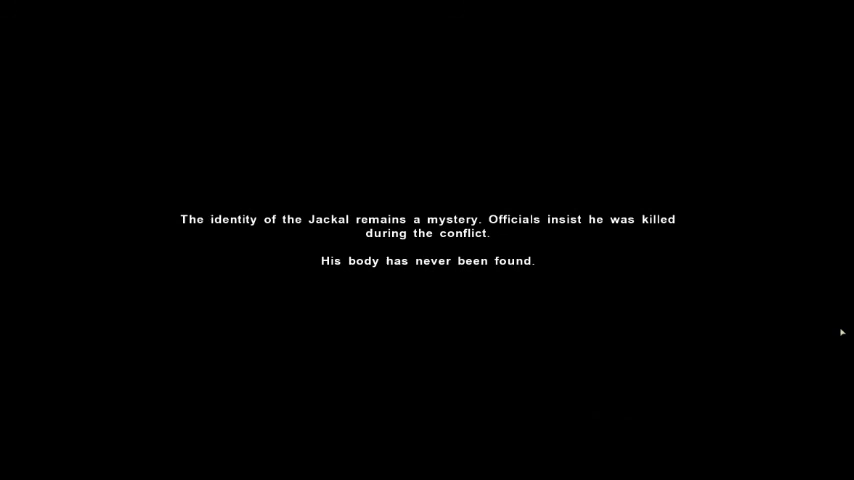 The identity of the Jackal remains a mystery. Officials insist he was killed
during the conflict.
His body has never been found.